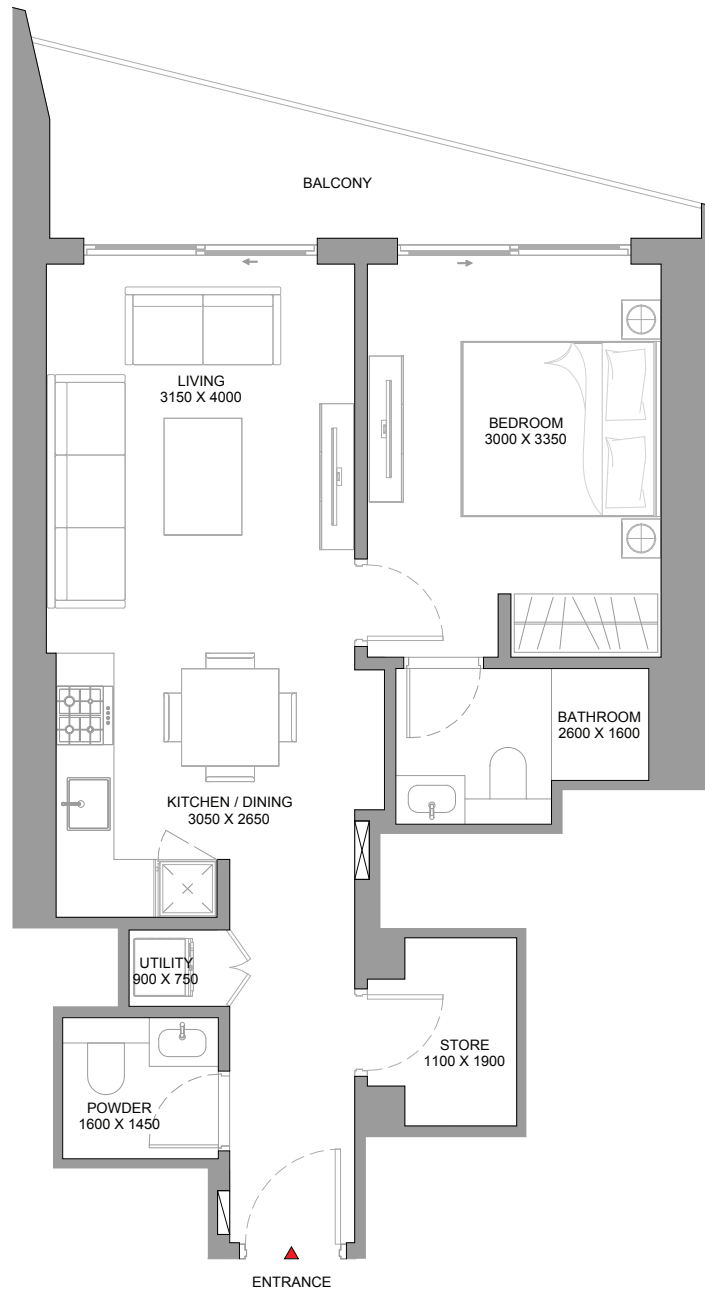 BALCONY
LIVING
3150 X 4000
BEDROOM
3000 X 3350
BATHROOM
2600 X 1600
KITCHEN / DINING
3050 X 2650
UTILITY
900 X 750
STORE
1100 X 1900
POWDER
1600 X 1450
ENTRANCE